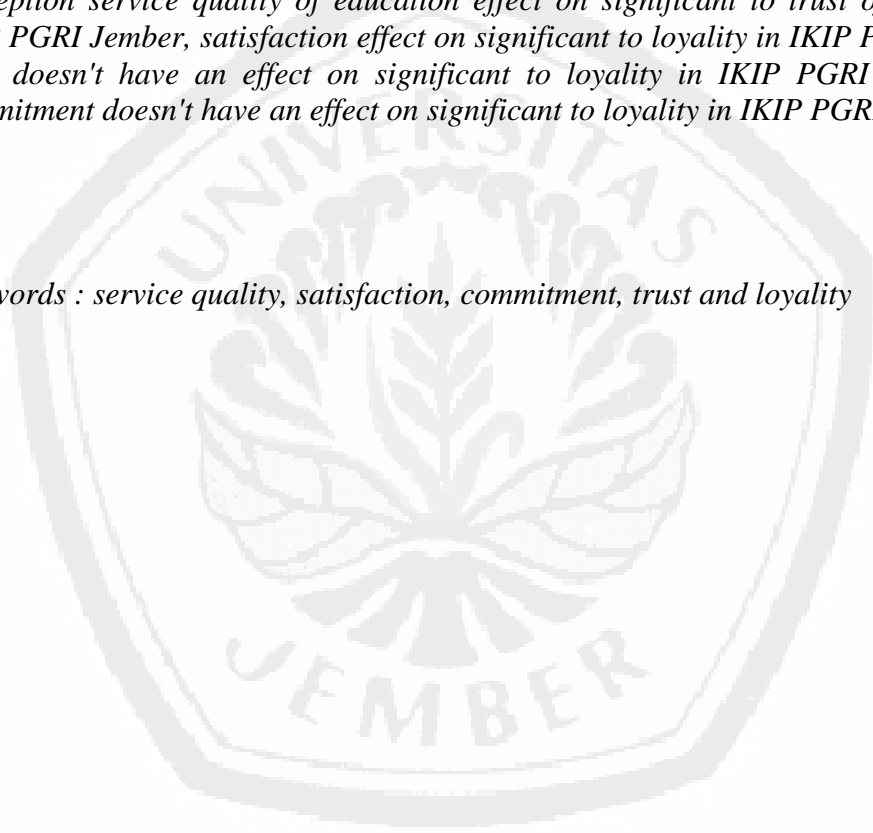 eption service quality of education effect on significant to trust o
PGRI Jember, satisfaction effect on significant to loyality in IKIP P
doesn't have an effect on significant to loyality in IKIP PGRI
mitment doesn't have an effect on significant to loyality in IKIP PGR
words : service quality, satisfaction, commitment, trust and loyality
UNIVERSITAS
JEMBER